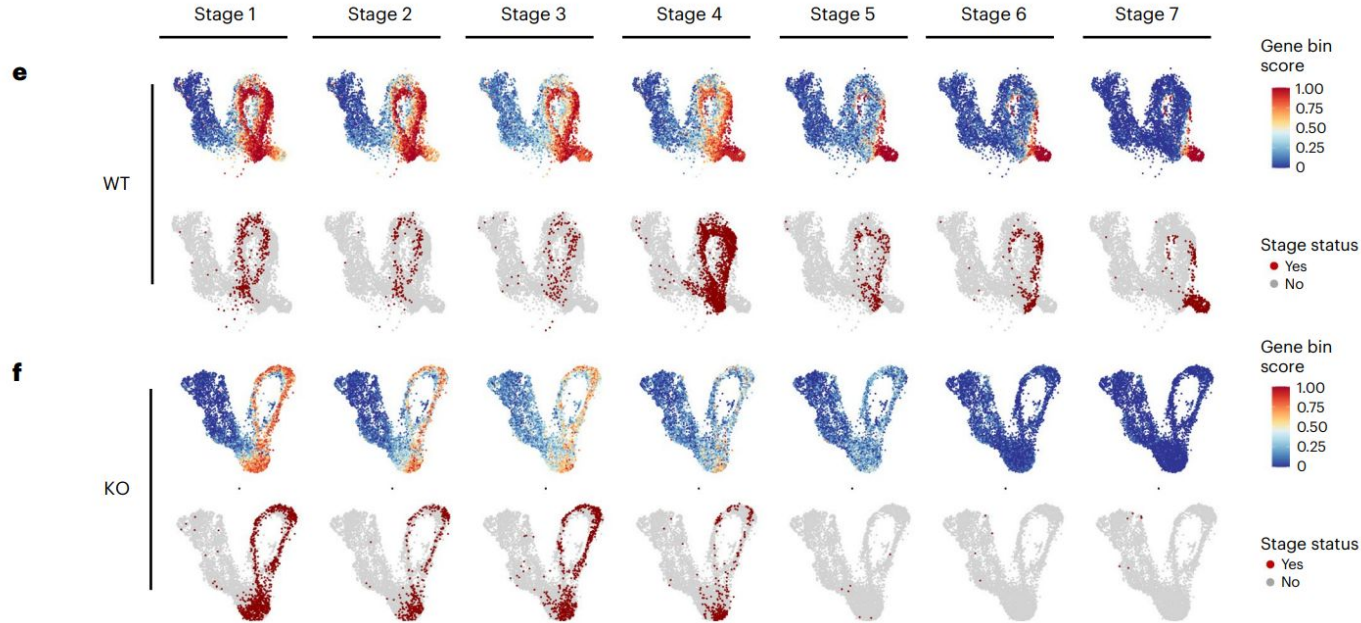 Stage 1
Stage 2
Stage 3
Stage 4
Stage 5
Stage 6
Stage 7
e
WT
Gene bin
score
1.00
0.75
0.50
0.25
0
Stage status
Yes
No
f
KO
Gene bin
score
1.00
0.75
0.50
0.25
0
Stage status
Yes
No